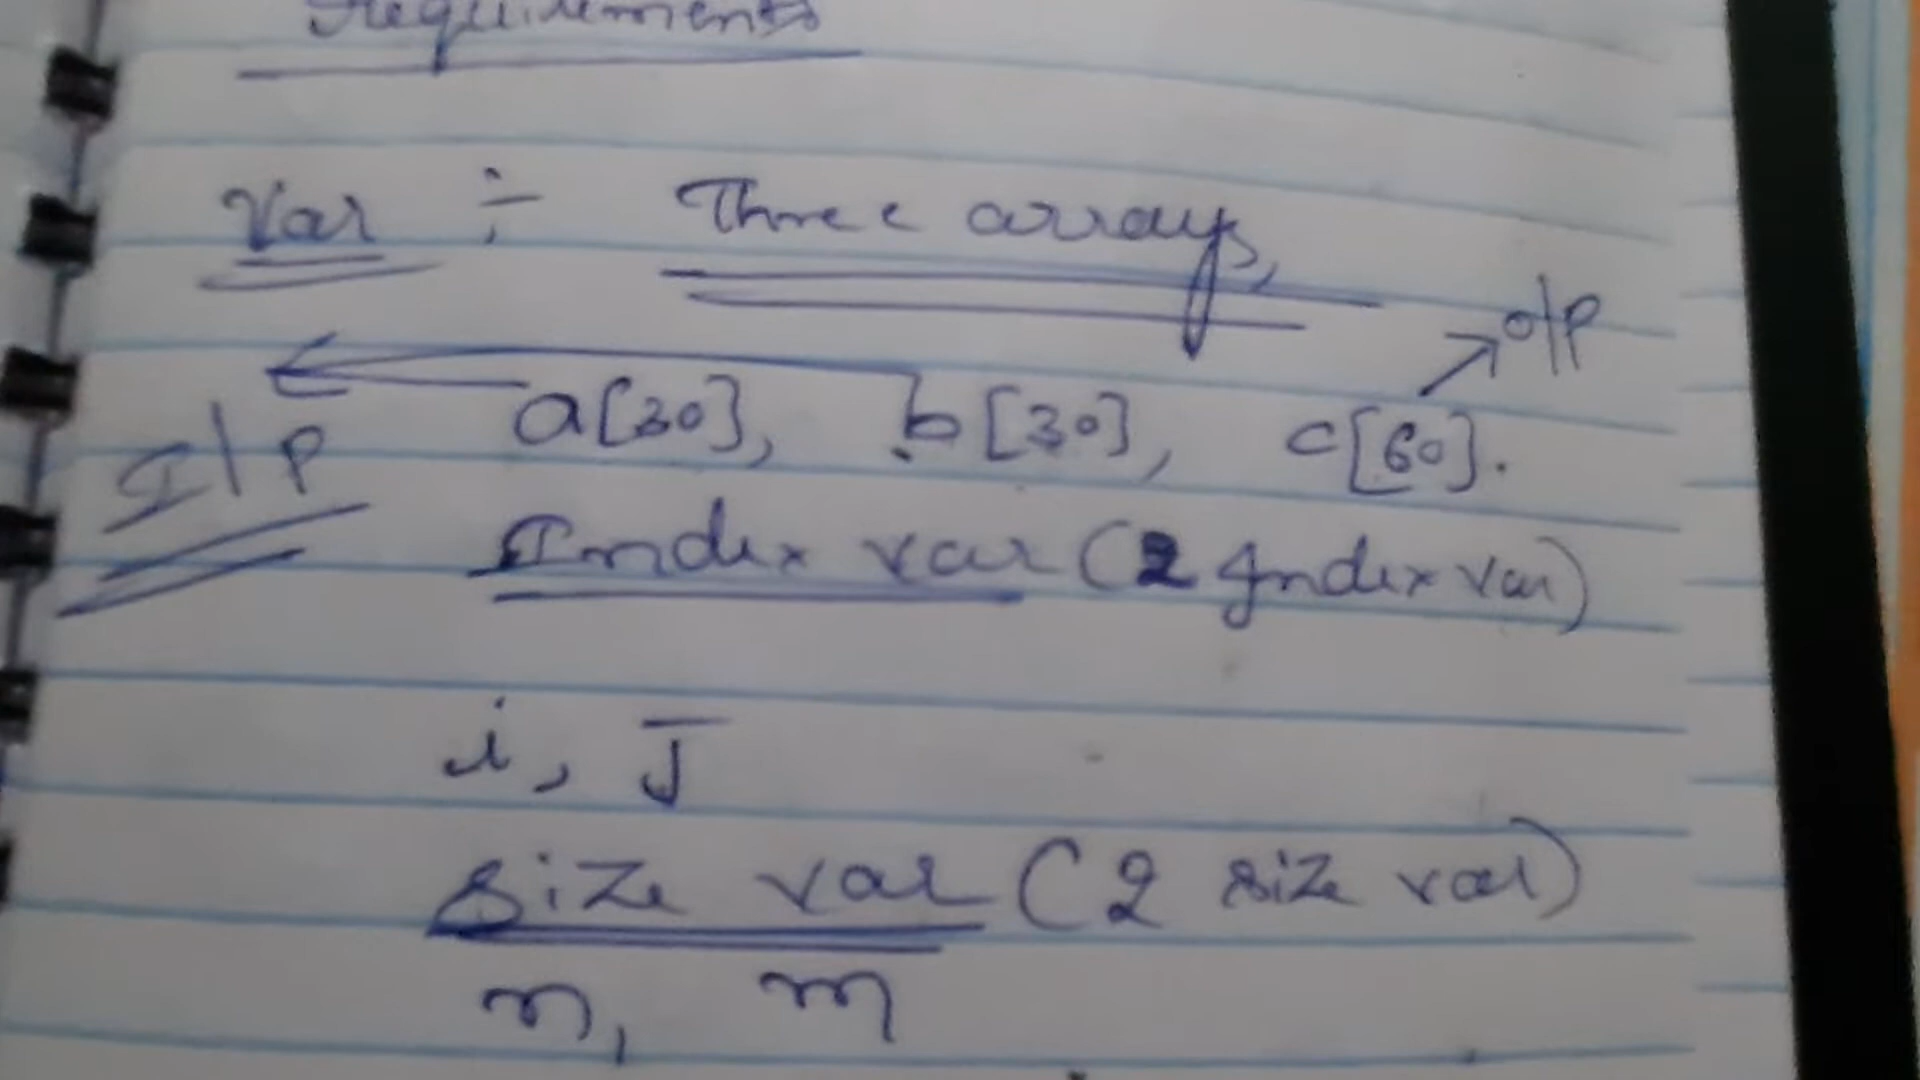 Requirements
Var :- Three arrays,
O/P
a[30], b[30], c[60].
I/P
Index var (2 Index var)
i, J
Size var (2 size var)
n, m